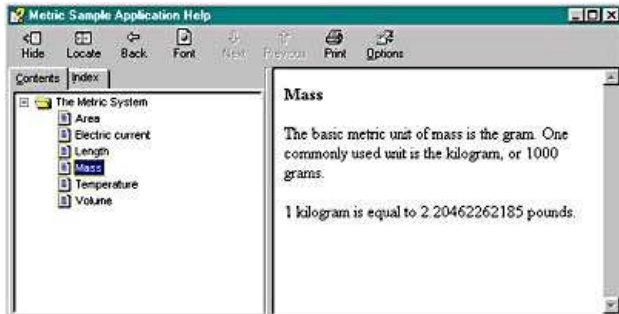 Metric Sample Application Help
Hide Locate Back Font Next Previous Print Options
Contents Index
The Metric System
Area
Electric current
Length
Mass
Temperature
Volume
Mass
The basic metric unit of mass is the gram. One
commonly used unit is the kilogram, or 1000
grams.
1 kilogram is equal to 2.20462262185 pounds.